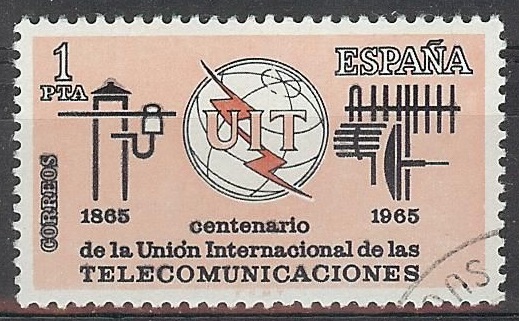 1
PTA
ESPAÑA
UIT
CORREOS
1865
1965
centenario
de la Unión Internacional de las
TELECOMUNICACIONES